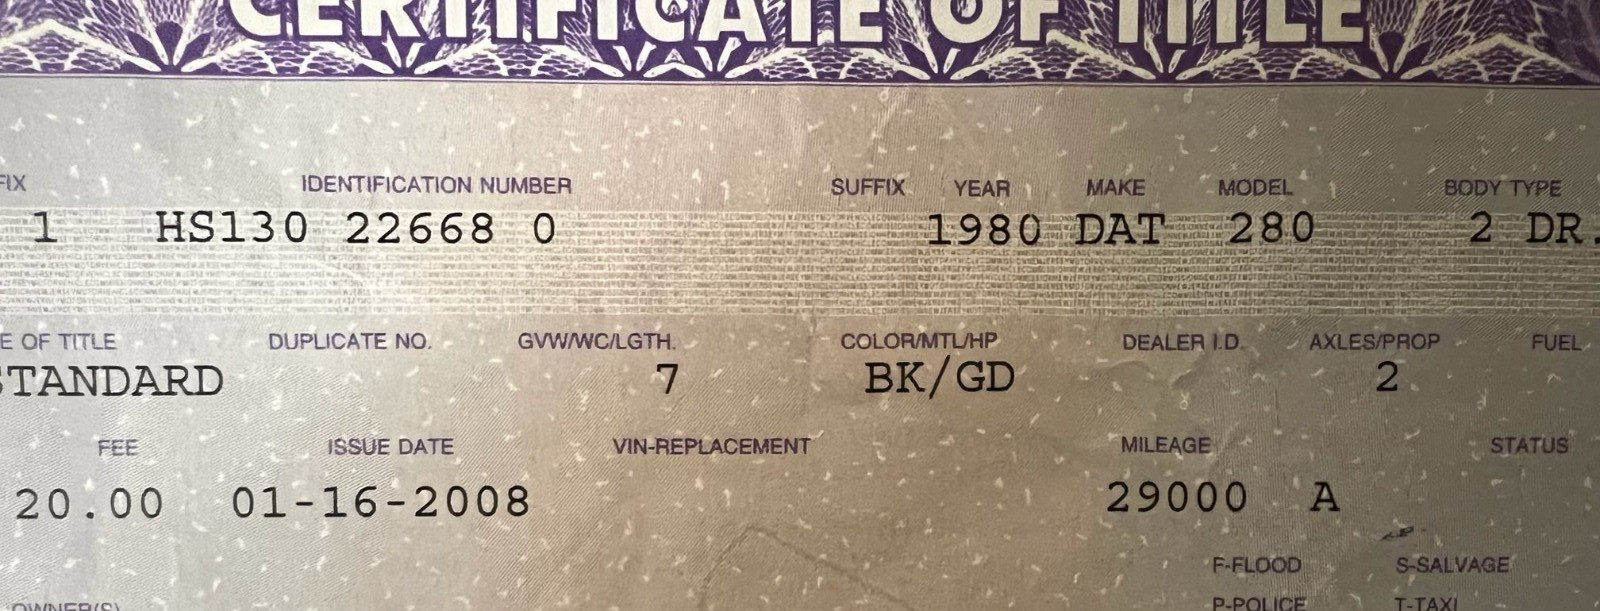 CERTIFICATE OF TITLE
FIX IDENTIFICATION NUMBER SUFFIX YEAR MAKE MODEL BODY TYPE
1 HS130 22668 0 1980 DAT 280 2 DR.
E OF TITLE DUPLICATE NO. GVW/WC/LGTH. COLOR/MTL/HP DEALER I.D. AXLES/PROP FUEL
STANDARD 7 BK/GD 2
FEE ISSUE DATE VIN-REPLACEMENT MILEAGE STATUS
20.00 01-16-2008 29000 A
F-FLOOD S-SALVAGE
OWNER(S) P-POLICE T-TAXI